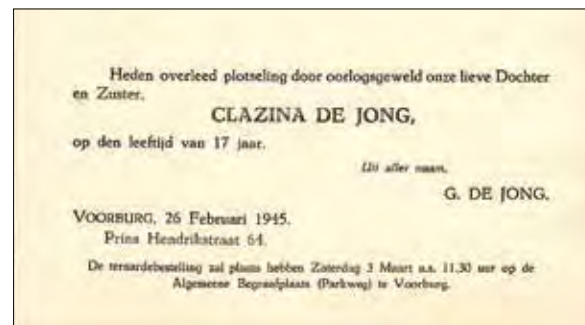 Heden overleed plotseling door oorlogsgeweld onze lieve Dochter
en Zuster,
CLAZINA DE JONG,
op den leeftijd van 17 jaar.
Uit aller naam,
G. DE JONG.
VOORBURG, 26 Februari 1945.
Prins Hendrikstraat 64.
De teraardebestelling zal plaats hebben Zaterdag 3 Maart a.s. 11.30 uur op de
Algemeene Begraafplaats (Parkweg) te Voorburg.